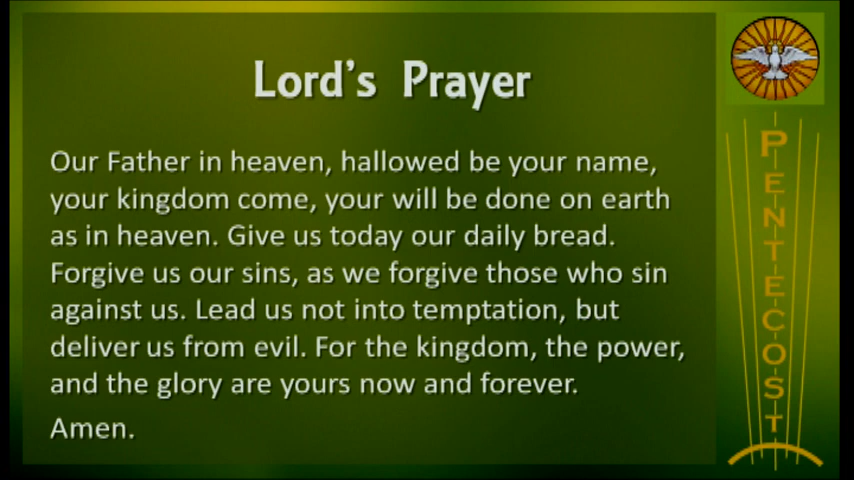 Lord's Prayer
Our Father in heaven, hallowed be your name,
your kingdom come, your will be done on earth
as in heaven. Give us today our daily bread.
Forgive us our sins, as we forgive those who sin
against us. Lead us not into temptation, but
deliver us from evil. For the kingdom, the power,
and the glory are yours now and forever.
Amen.
PENTECOST